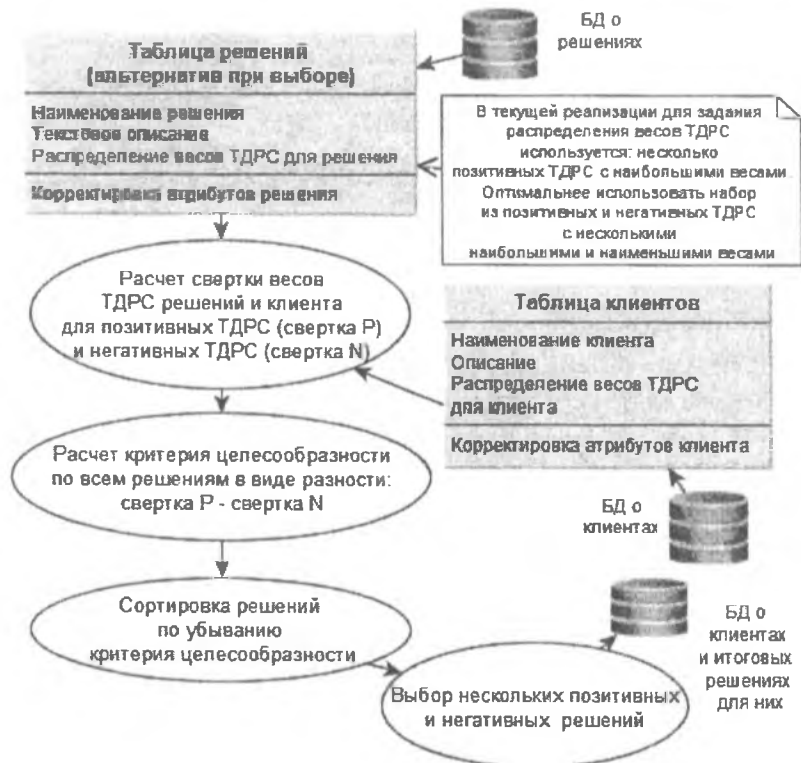 БД о
решениях
Таблица решений
(альтернатив при выборе)
Наименование решения
Текстовое описание
Распределение весов ТДРС для решения
Корректировка атрибутов решения
В текущей реализации для задания
распределения весов ТДРС
используется: несколько
позитивных ТДРС с наибольшими весами
Оптимальнее использовать набор
из позитивных и негативных ТДРС
с несколькими
наибольшими и наименьшими весами
Расчет свертки весов
ТДРС решений и клиента
для позитивных ТДРС (свертка P)
и негативных ТДРС (свертка N)
Таблица клиентов
Наименование клиента
Описание
Распределение весов ТДРС
для клиента
Корректировка атрибутов клиента
Расчет критерия целесообразности
по всем решениям в виде разности:
свертка P - свертка N
БД о
клиентах
Сортировка решений
по убыванию
критерия целесообразности
БД о
клиентах
и итоговых
решениях
для них
Выбор нескольких позитивных
и негативных решений